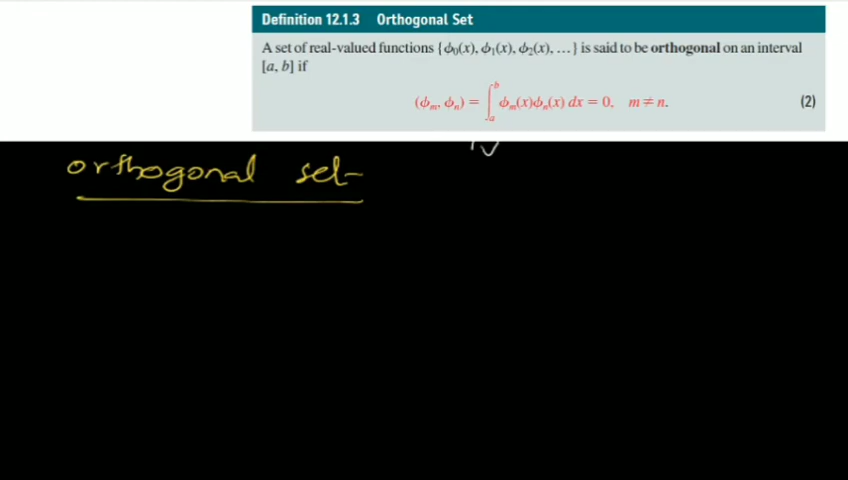 Definition 12.1.3 Orthogonal Set
A set of real-valued functions {ϕ₀(x), ϕ₁(x), ϕ₂(x), …} is said to be orthogonal on an interval
[a, b] if
(ϕₘ, ϕₙ) = ∫ₐᵇ ϕₘ(x)ϕₙ(x) dx = 0, m ≠ n. (2)
orthogonal set